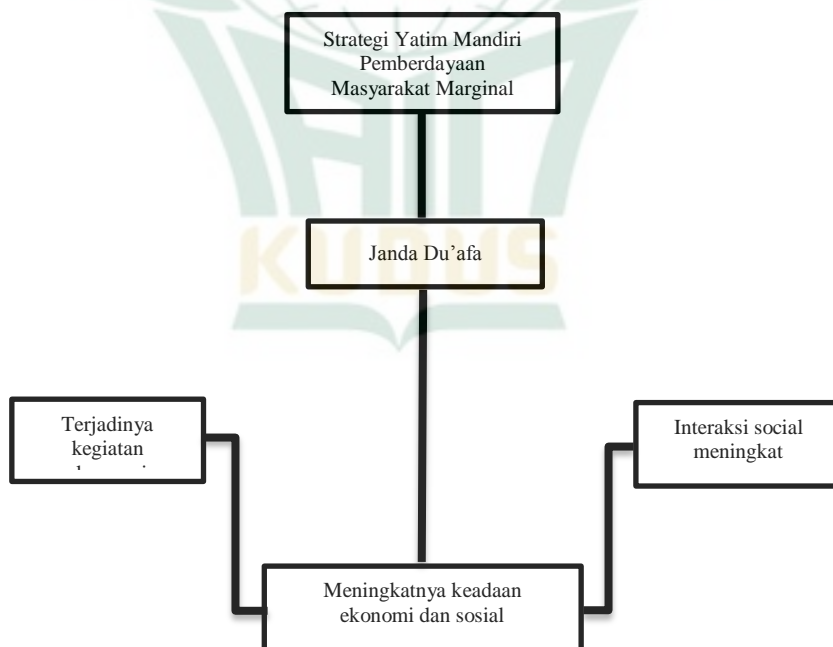 Strategi Yatim Mandiri
Pemberdayaan
Masyarakat Marginal
KUDUS
Janda Du’afa
Terjadinya
kegiatan
Interaksi social
meningkat
Meningkatnya keadaan
ekonomi dan sosial